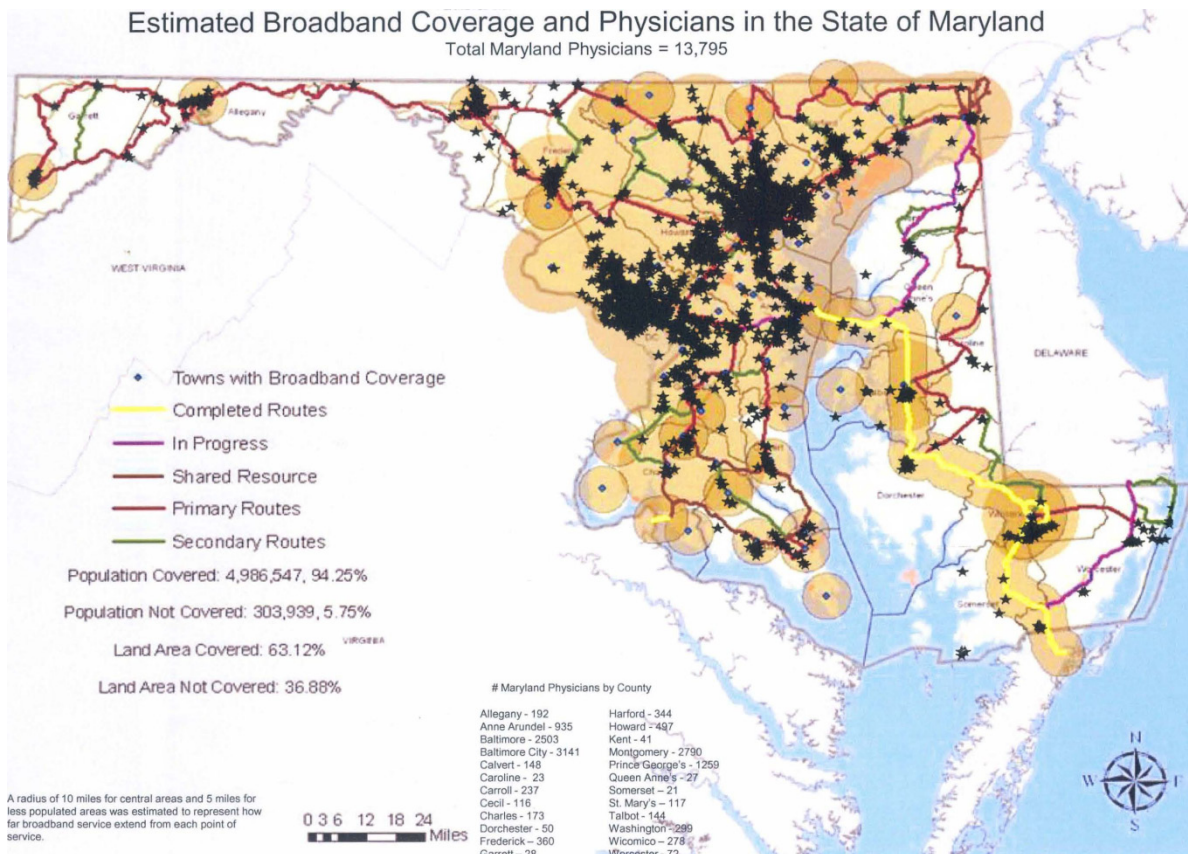 Estimated Broadband Coverage and Physicians in the State of Maryland
Total Maryland Physicians = 13,795
Garrett
Allegany
Howard
WEST VIRGINIA
Queen
Anne's
DC
DELAWARE
Towns with Broadband Coverage
Completed Routes
In Progress
Shared Resource
Primary Routes
Secondary Routes
Dorchester
Worcester
Somerset
Population Covered: 4,986,547, 94.25%
Population Not Covered: 303,939, 5.75%
VIRGINIA
Land Area Covered: 63.12%
Land Area Not Covered: 36.88%
# Maryland Physicians by County
Allegany - 192
Anne Arundel - 935
Baltimore - 2503
Baltimore City - 3141
Calvert - 148
Caroline - 23
Carroll - 237
Cecil - 116
Charles - 173
Dorchester - 50
Frederick - 360
Garrett - 28
Harford - 344
Howard - 497
Kent - 41
Montgomery - 2790
Prince George's - 1259
Queen Anne's - 27
Somerset – 21
St. Mary's – 117
Talbot - 144
Washington - 299
Wicomico - 278
Worcester - 72
N
W
E
S
A radius of 10 miles for central areas and 5 miles for
less populated areas was estimated to represent how
far broadband service extend from each point of
service.
0 3 6 12 18 24
Miles